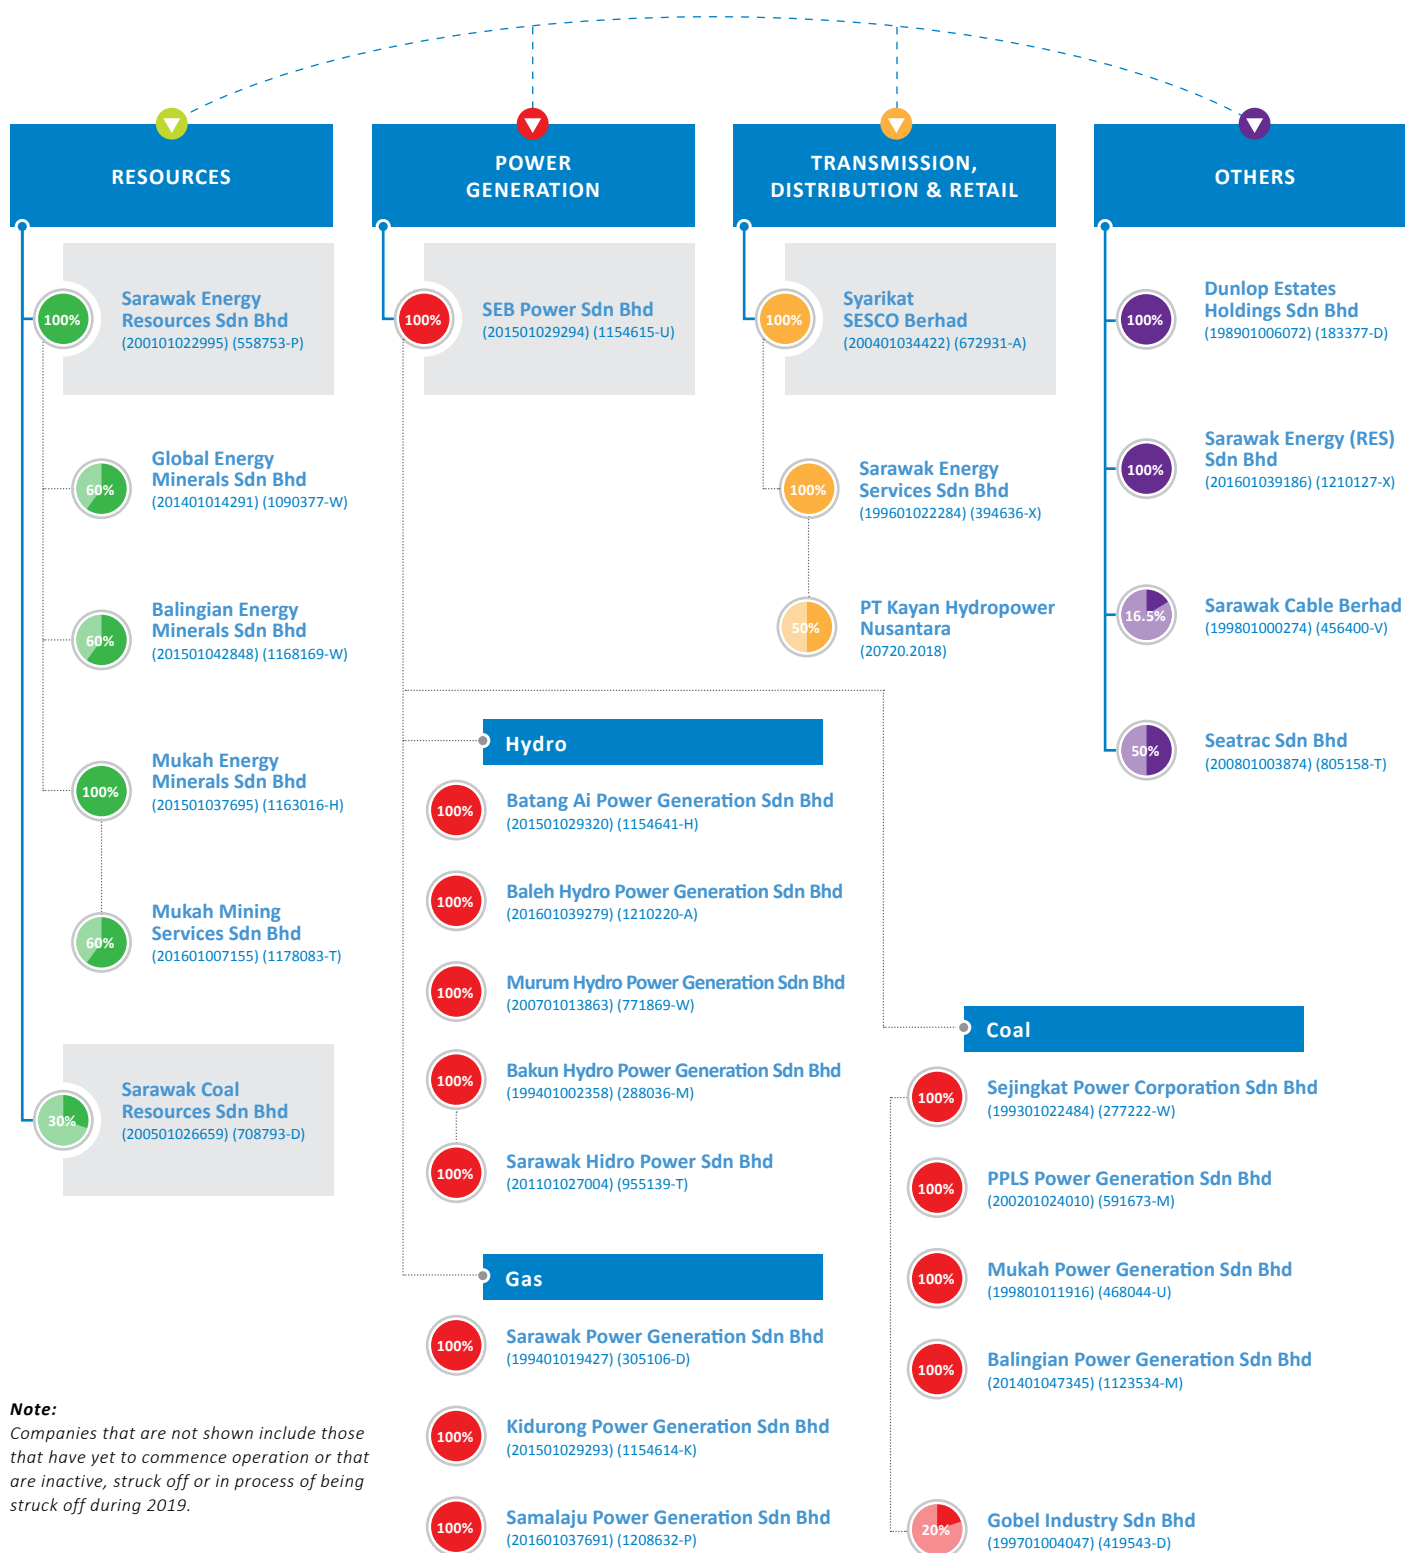 RESOURCES
100%
Sarawak Energy
Resources Sdn Bhd
(200101022995) (558753-P)
60%
Global Energy
Minerals Sdn Bhd
(201401014291) (1090377-W)
60%
Balingian Energy
Minerals Sdn Bhd
(201501042848) (1168169-W)
100%
Mukah Energy
Minerals Sdn Bhd
(201501037695) (1163016-H)
60%
Mukah Mining
Services Sdn Bhd
(201601007155) (1178083-T)
30%
Sarawak Coal
Resources Sdn Bhd
(200501026659) (708793-D)
POWER
GENERATION
100%
SEB Power Sdn Bhd
(201501029294) (1154615-U)
Hydro
100%
Batang Ai Power Generation Sdn Bhd
(201501029320) (1154641-H)
100%
Baleh Hydro Power Generation Sdn Bhd
(201601039279) (1210220-A)
100%
Murum Hydro Power Generation Sdn Bhd
(200701013863) (771869-W)
100%
Bakun Hydro Power Generation Sdn Bhd
(199401002358) (288036-M)
100%
Sarawak Hidro Power Sdn Bhd
(201101027004) (955139-T)
Gas
100%
Sarawak Power Generation Sdn Bhd
(199401019427) (305106-D)
100%
Kidurong Power Generation Sdn Bhd
(201501029293) (1154614-K)
100%
Samalaju Power Generation Sdn Bhd
(201601037691) (1208632-P)
Coal
100%
Sejingkat Power Corporation Sdn Bhd
(199301022484) (277222-W)
100%
PPLS Power Generation Sdn Bhd
(200201024010) (591673-M)
100%
Mukah Power Generation Sdn Bhd
(199801011916) (468044-U)
100%
Balingian Power Generation Sdn Bhd
(201401047345) (1123534-M)
20%
Gobel Industry Sdn Bhd
(199701004047) (419543-D)
TRANSMISSION,
DISTRIBUTION & RETAIL
100%
Syarikat
SESCO Berhad
(200401034422) (672931-A)
100%
Sarawak Energy
Services Sdn Bhd
(199601022284) (394636-X)
50%
PT Kayan Hydropower
Nusantara
(20720.2018)
OTHERS
100%
Dunlop Estates
Holdings Sdn Bhd
(198901006072) (183377-D)
100%
Sarawak Energy (RES)
Sdn Bhd
(201601039186) (1210127-X)
16.5%
Sarawak Cable Berhad
(199801000274) (456400-V)
50%
Seatrac Sdn Bhd
(200801003874) (805158-T)
Note:
Companies that are not shown include those
that have yet to commence operation or that
are inactive, struck off or in process of being
struck off during 2019.